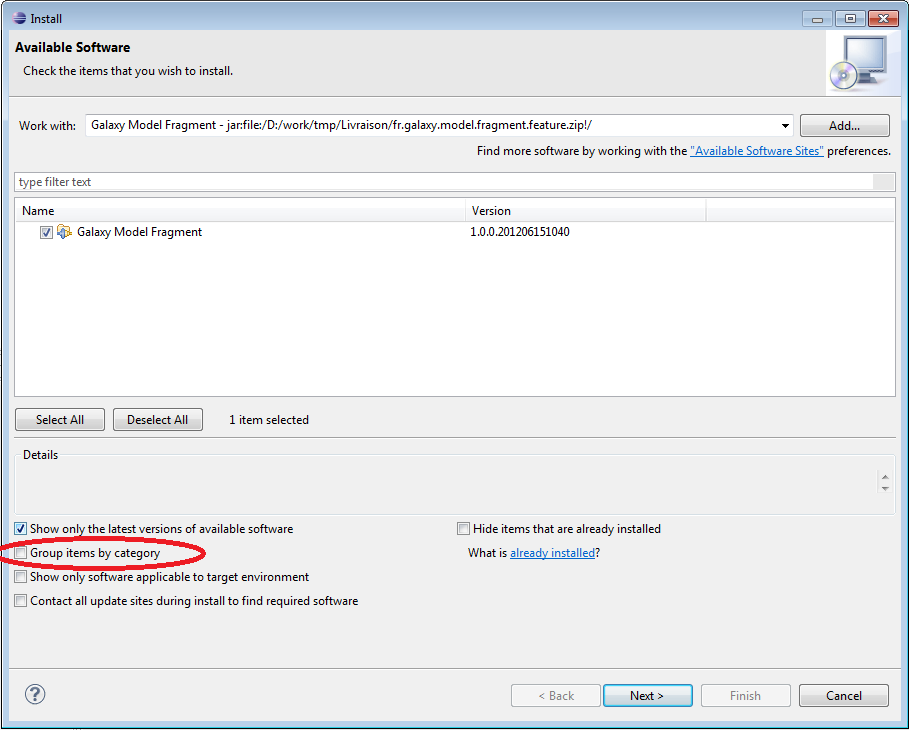 Install
Available Software
Check the items that you wish to install.
Work with: Galaxy Model Fragment - jar:file:/D:/work/tmp/Livraison/fr.galaxy.model.fragment.feature.zip!/ Add...
Find more software by working with the "Available Software Sites" preferences.
type filter text
Name Version
Galaxy Model Fragment 1.0.0.201206151040
Select All Deselect All 1 item selected
Details
Show only the latest versions of available software Hide items that are already installed
Group items by category What is already installed?
Show only software applicable to target environment
Contact all update sites during install to find required software
? < Back Next > Finish Cancel